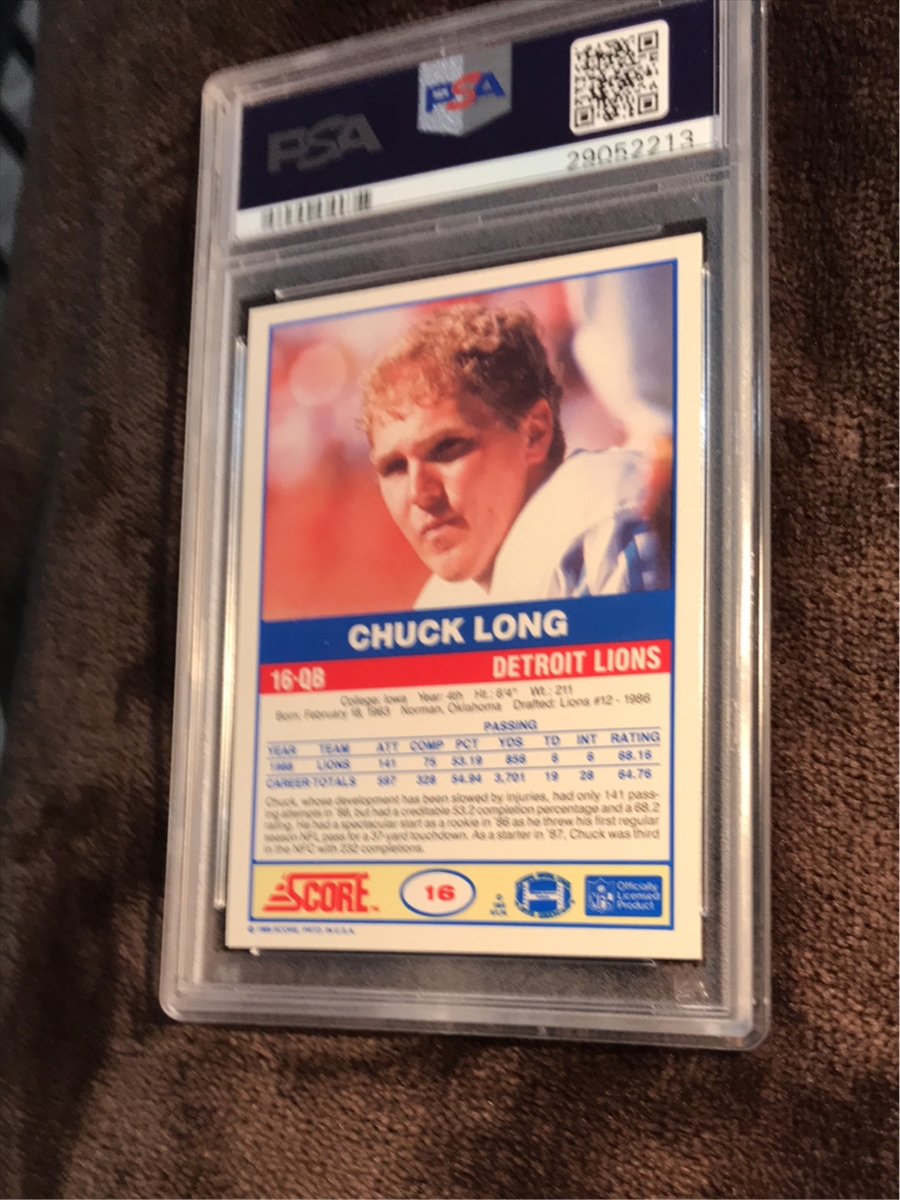 PSA
PSA
29052213
CHUCK LONG
16-QB DETROIT LIONS
College: Iowa Year: 4th Ht.: 6'4" Wt.: 211
Born: February 18, 1963 Norman, Oklahoma Drafted: Lions #12 - 1986
PASSING
YEAR TEAM ATT COMP PCT YDS TD INT RATING
1988 LIONS 141 75 53.19 856 6 6 68.16
CAREER TOTALS 597 328 54.94 3,701 19 28 64.76
Chuck, whose development has been slowed by injuries, had only 141 pass-
ing attempts in '88, but had a creditable 53.2 completion percentage and a 68.2
rating. He had a spectacular start as a rookie in '86 as he threw his first regular
season NFL pass for a 37-yard touchdown. As a starter in '87, Chuck was third
in the NFC with 232 completions.
SCORE TM 16 NFL Officially
Licensed
Product
© 1989 SCORE, PRTD. IN U.S.A.